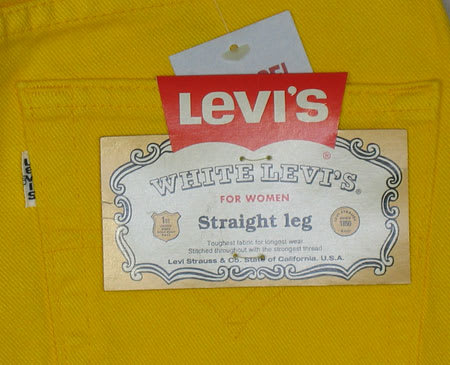 LEVI'S
®
WHITE LEVI'S®
FOR WOMEN
Straight leg
Toughest fabric for longest wear
Stitched throughout with the strongest thread
Levi Strauss & Co. State of California, U.S.A.
LEVI'S